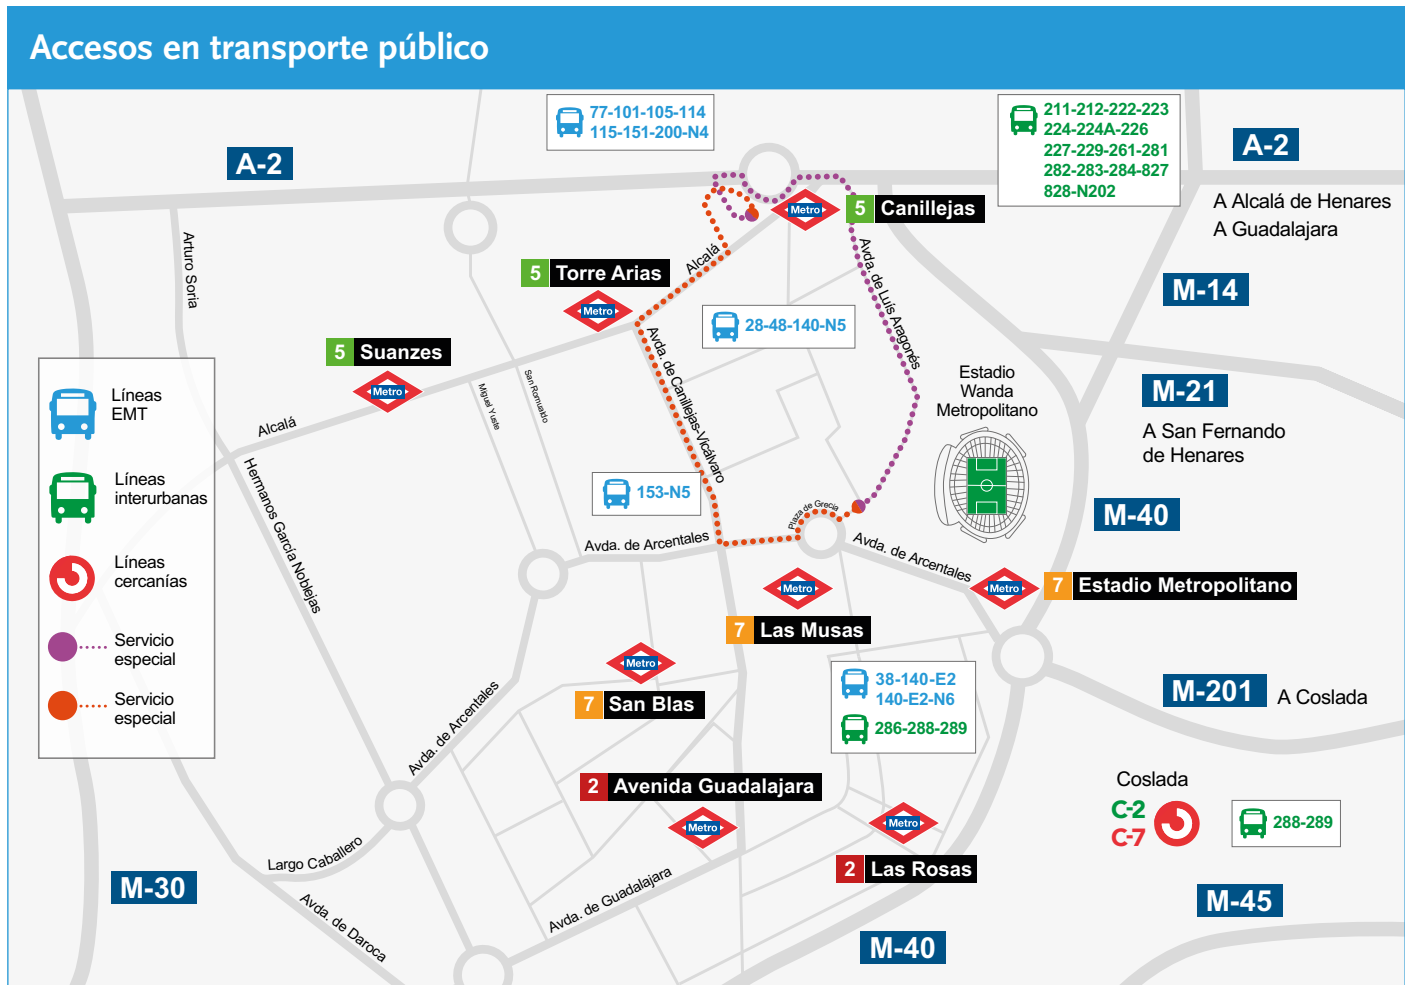 Accesos en transporte público
77-101-105-114
115-151-200-N4
211-212-222-223
224-224A-226
227-229-261-281
282-283-284-827
828-N202
A-2
A-2
A Alcalá de Henares
A Guadalajara
Metro
5 Canillejas
Arturo Soria
Alcalá
Avda. de Luís Aragonés
5 Torre Arias
Metro
M-14
28-48-140-N5
5 Suanzes
Metro
Avda. de Canillejas-Vicálvaro
San Romualdo
Miguel Yuste
Estadio
Wanda
Metropolitano
M-21
A San Fernando
de Henares
Líneas
EMT
Alcalá
Líneas
interurbanas
Hermanos García Noblejas
153-N5
Plaza de Grecia
M-40
Avda. de Arcentales
Avda. de Arcentales
Líneas
cercanías
Metro
Metro
7 Estadio Metropolitano
7 Las Musas
Servicio
especial
Metro
7 San Blas
38-140-E2
140-E2-N6
286-288-289
M-201
A Coslada
Servicio
especial
Avda. de Arcentales
2 Avenida Guadalajara
Metro
Metro
2 Las Rosas
Coslada
C-2
C-7
288-289
Largo Caballero
M-30
Avda. de Daroca
Avda. de Guadalajara
M-45
M-40